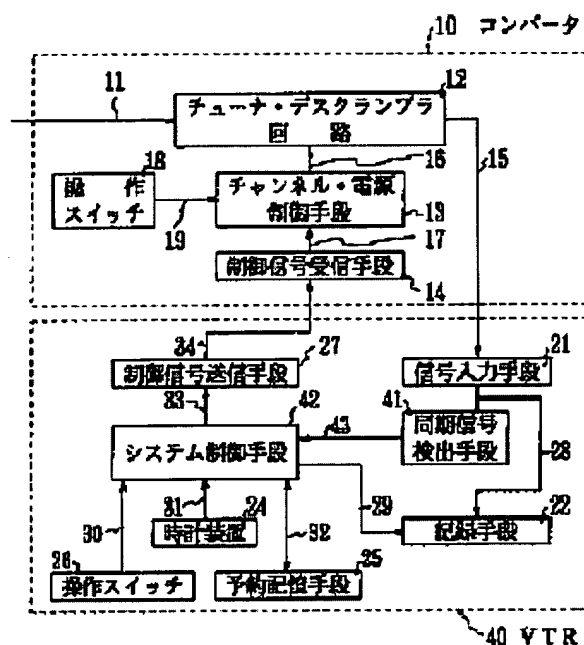 10 コンバータ
11
12
チューナ・デスクランブラ
回路
18
操作
スイッチ
16
15
チャンネル・電源
制御手段
13
19
17
制御信号受信手段
14
34
27
制御信号送信手段
21
信号入力手段
33
42
41
同期信号
検出手段
43
システム制御手段
28
31
24
29
22
30
時計装置
32
記録手段
26
25
操作スイッチ
予約記憶手段
40 VTR